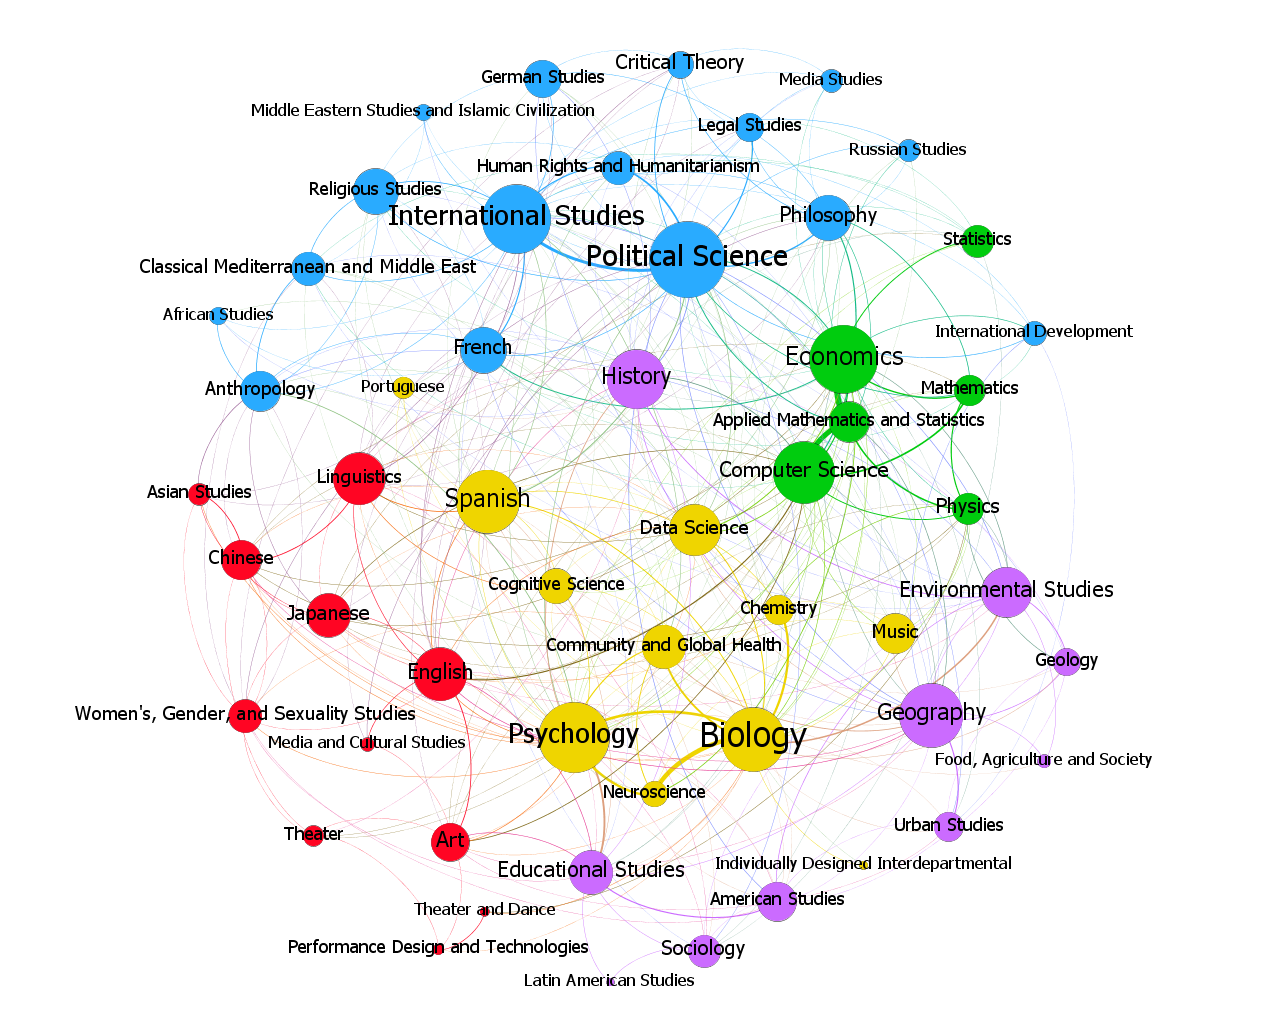 Critical Theory
German Studies
Media Studies
Middle Eastern Studies and Islamic Civilization
Legal Studies
Russian Studies
Human Rights and Humanitarianism
Religious Studies
International Studies
Philosophy
Statistics
Political Science
Classical Mediterranean and Middle East
African Studies
International Development
French
Economics
History
Portuguese
Anthropology
Mathematics
Applied Mathematics and Statistics
Computer Science
Linguistics
Asian Studies
Spanish
Physics
Data Science
Chinese
Cognitive Science
Environmental Studies
Chemistry
Japanese
Music
Community and Global Health
Geology
English
Women's, Gender, and Sexuality Studies
Geography
Psychology
Biology
Media and Cultural Studies
Food, Agriculture and Society
Neuroscience
Urban Studies
Theater
Art
Individually Designed Interdepartmental
Educational Studies
American Studies
Theater and Dance
Performance Design and Technologies
Sociology
Latin American Studies